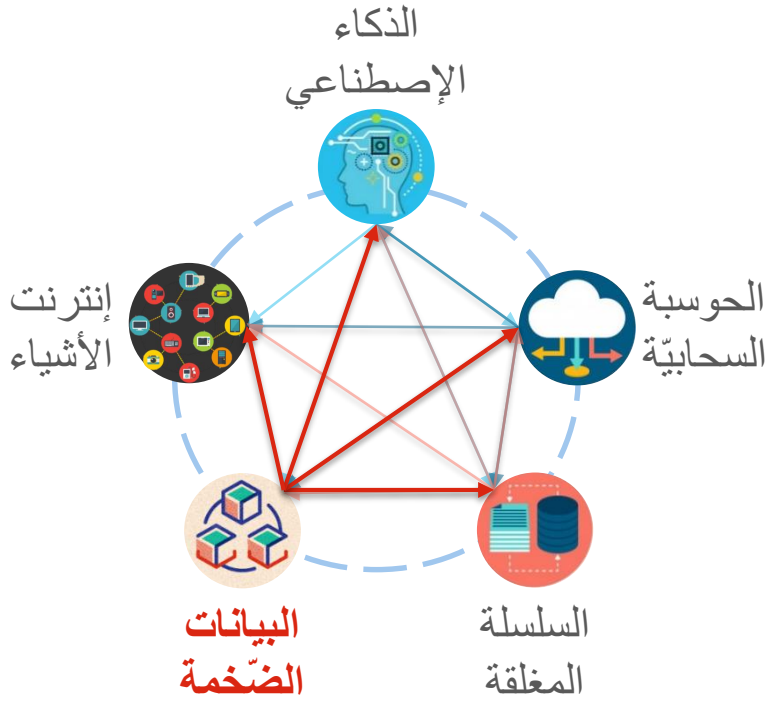 الذكاء
الإصطناعي
الحوسبة
السحابيّة
إنترنت
الأشياء
السلسلة
المغلقة
البيانات
الضّخمة